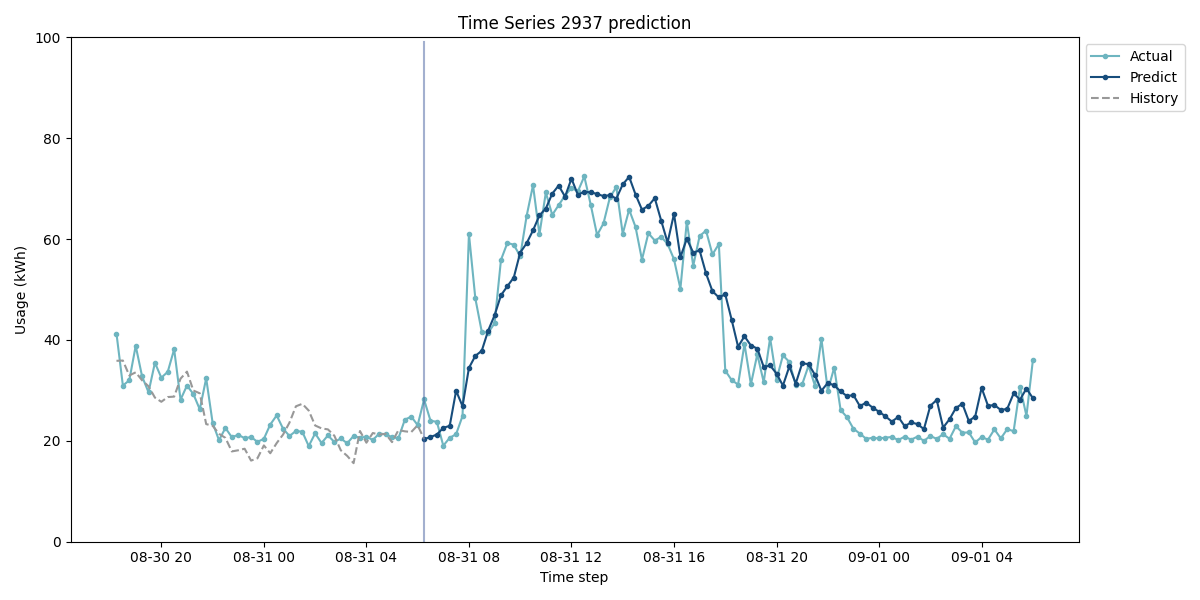 Time Series 2937 prediction
100
80
60
40
20
0
Usage (kWh)
08-30 20
08-31 00
08-31 04
08-31 08
08-31 12
08-31 16
08-31 20
09-01 00
09-01 04
Time step
Actual
Predict
History